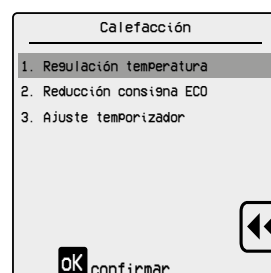 Calefacción
1. Regulación temperatura
2. Reducción consigna ECO
3. Ajuste temporizador
OK confirmar